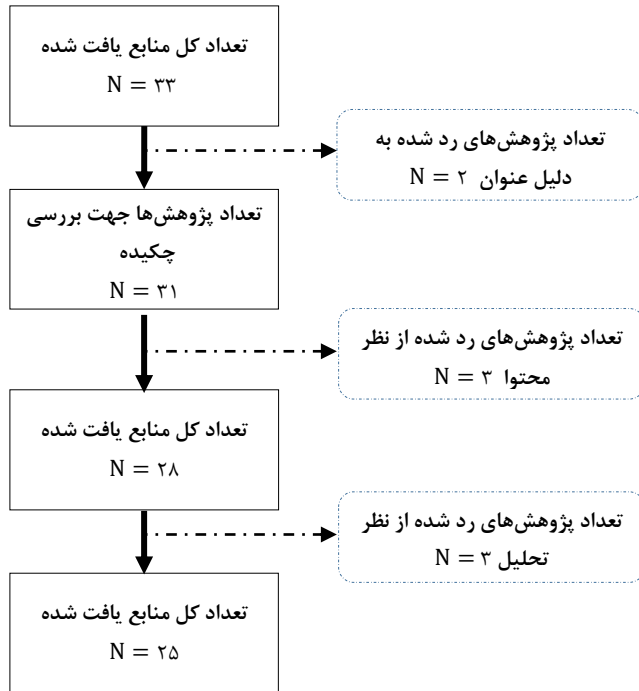 تعداد کل منابع یافت شده
N = ۳۳
تعداد پژوهش‌های رد شده به
دلیل عنوان N = ۲
تعداد پژوهش‌ها جهت بررسی
چکیده
N = ۳۱
تعداد پژوهش‌های رد شده از نظر
محتوا N = ۳
تعداد کل منابع یافت شده
N = ۲۸
تعداد پژوهش‌های رد شده از نظر
تحلیل N = ۳
تعداد کل منابع یافت شده
N = ۲۵